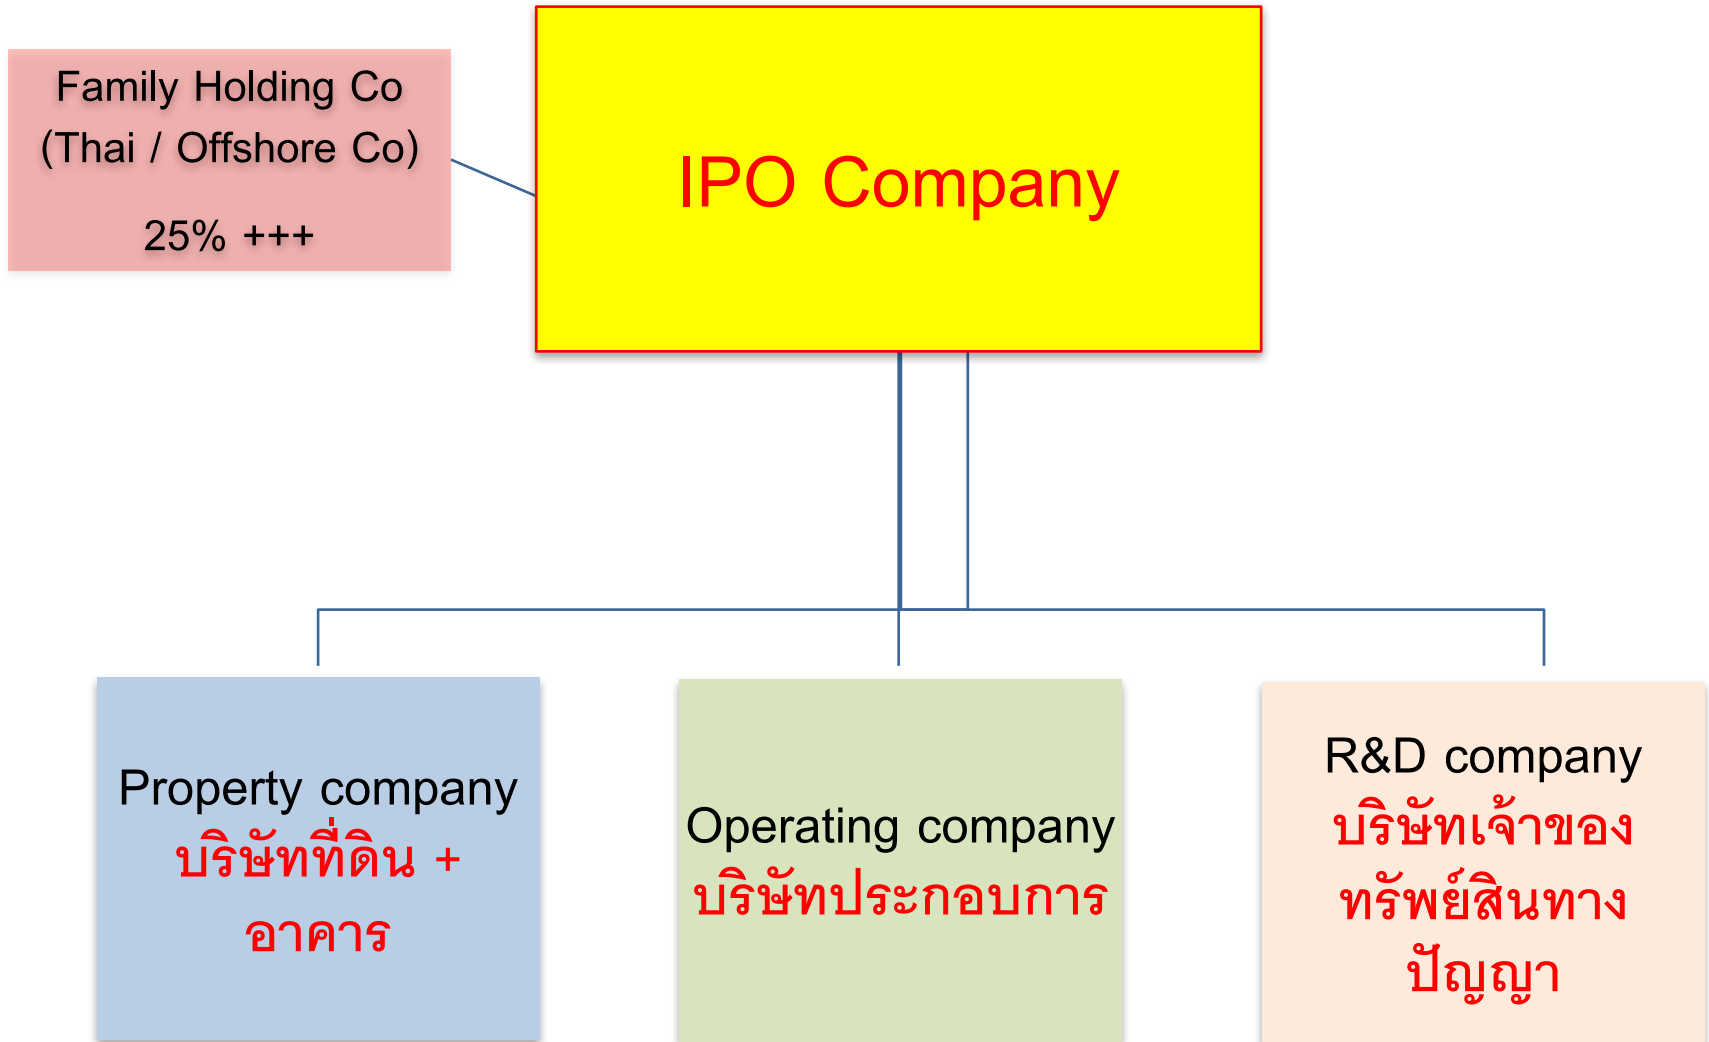 Family Holding Co
(Thai / Offshore Co)
25% +++
IPO Company
Property company
บริษัทที่ดิน +
อาคาร
Operating company
บริษัทประกอบการ
R&D company
บริษัทเจ้าของ
ทรัพย์สินทาง
ปัญญา